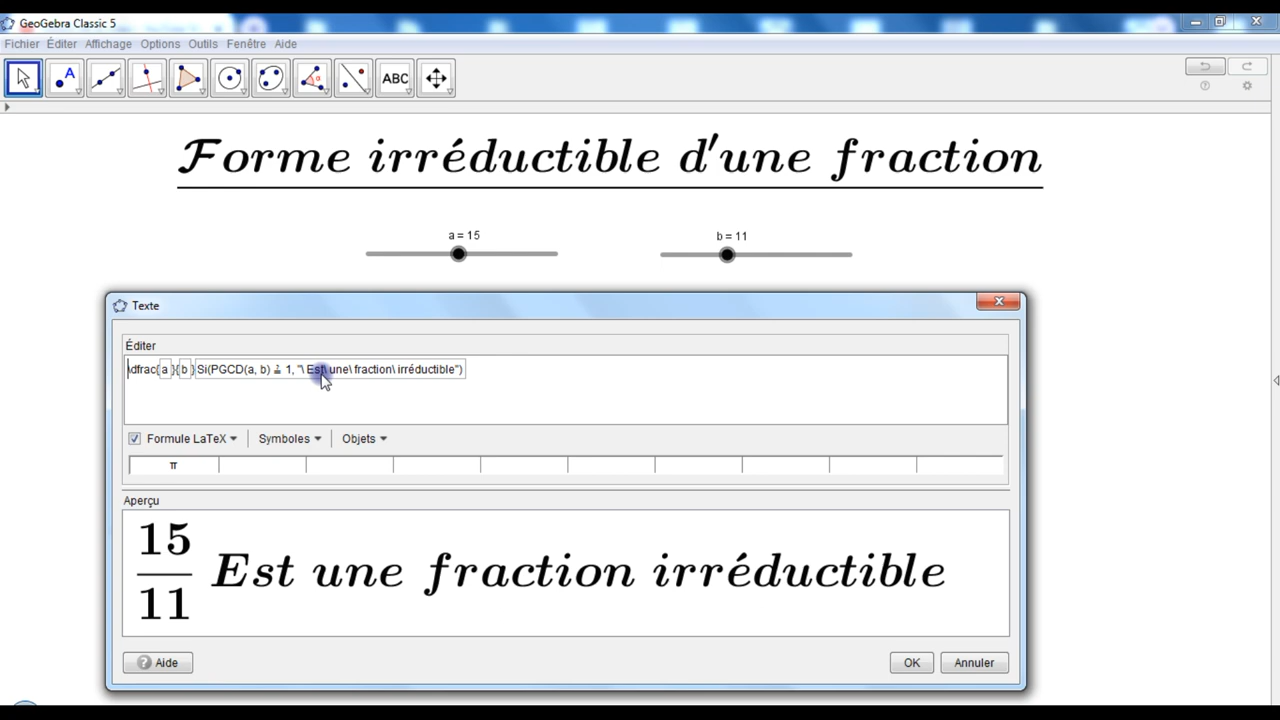 GeoGebra Classic 5
Fichier Éditer Affichage Options Outils Fenêtre Aide
A ABC
Forme irréductible d'une fraction
a = 15 b = 11
Texte
Éditer
\dfrac{ a }{ b } Si(PGCD(a, b) ≟ 1, "\ Est\ une\ fraction\ irréductible")
Formule LaTeX Symboles Objets
π
Aperçu
15
11
Est une fraction irréductible
Aide OK Annuler